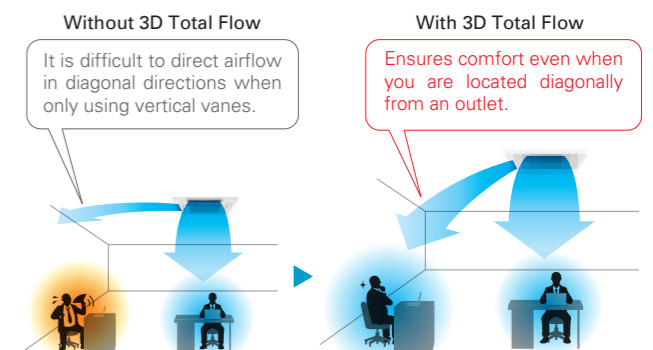 Without 3D Total Flow
It is difficult to direct airflow
in diagonal directions when
only using vertical vanes.
With 3D Total Flow
Ensures comfort even when
you are located diagonally
from an outlet.